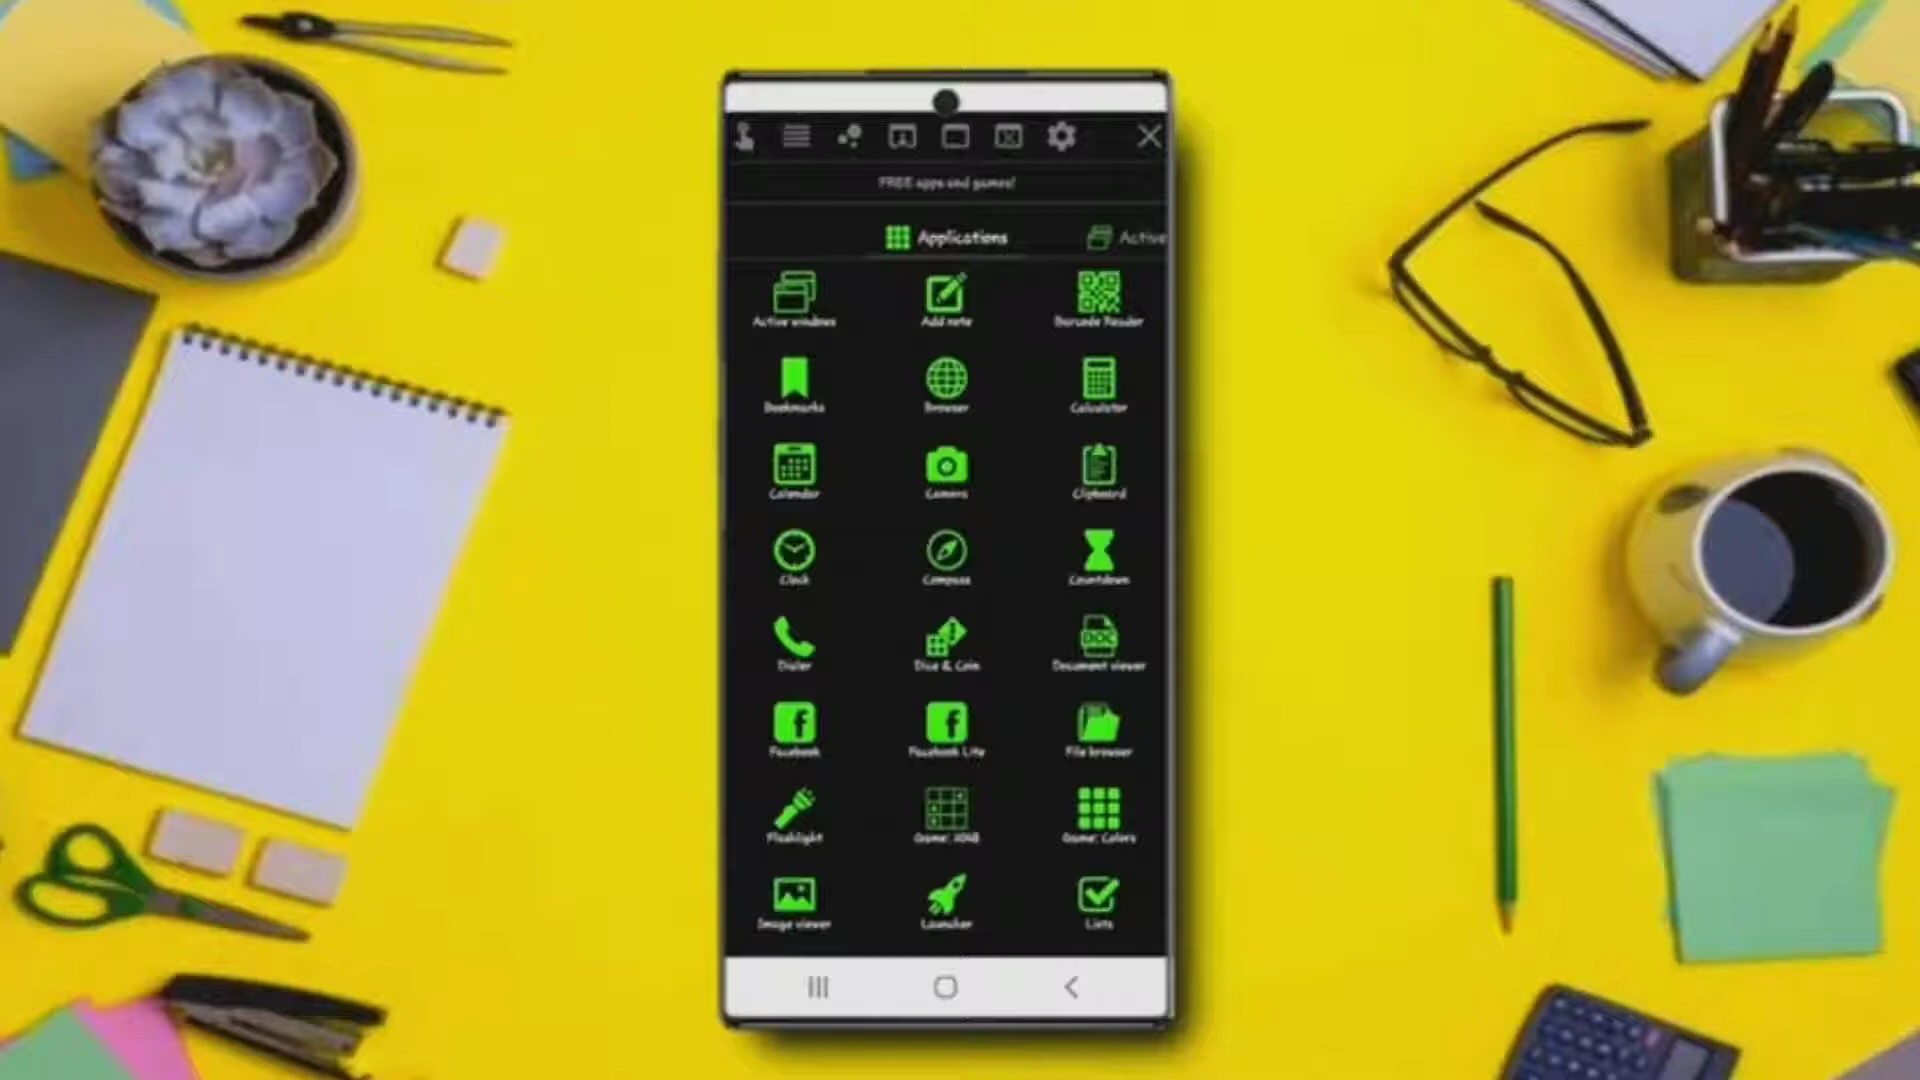 FREE apps and games!
Applications Active
Active windows Add note Barcode Reader
Bookmarks Browser Calculator
Calendar Camera Clipboard
Clock Compass Countdown
Dialer Dice & Coin Document viewer
DOC
Facebook Facebook Lite File browser
Flashlight Game: 2048 Game: Colors
Image viewer Launcher Lists